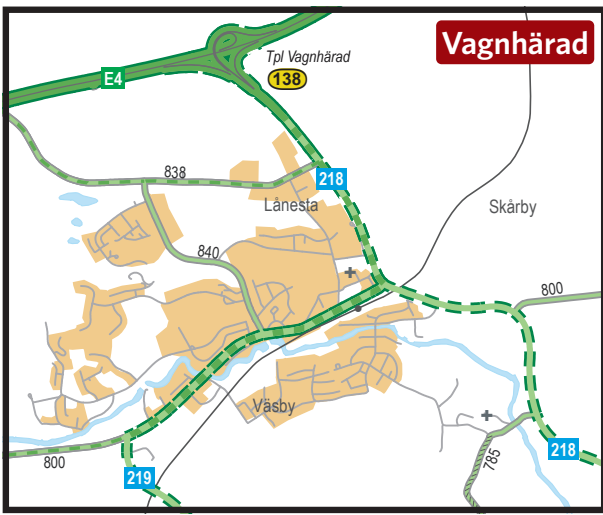 Vagnhärad
Tpl Vagnhärad
138
E4
838
218
Lånesta
Skårby
840
800
Väsby
800
219
785
218